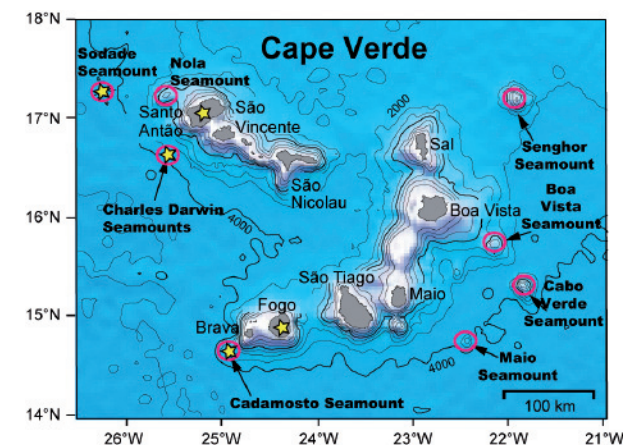 18°N
Cape Verde
Sodade
Seamount
Nola
Seamount
2000
17°N
Santo
Antão
São
Vincente
Sal
Senghor
Seamount
São
Nicolau
Charles Darwin
Seamounts
4000
16°N
Boa Vista
Boa
Vista
Seamount
São Tiago
Maio
Cabo
Verde
Seamount
15°N
Fogo
Brava
4000
Maio
Seamount
Cadamosto Seamount
100 km
14°N
26°W 25°W 24°W 23°W 22°W 21°W